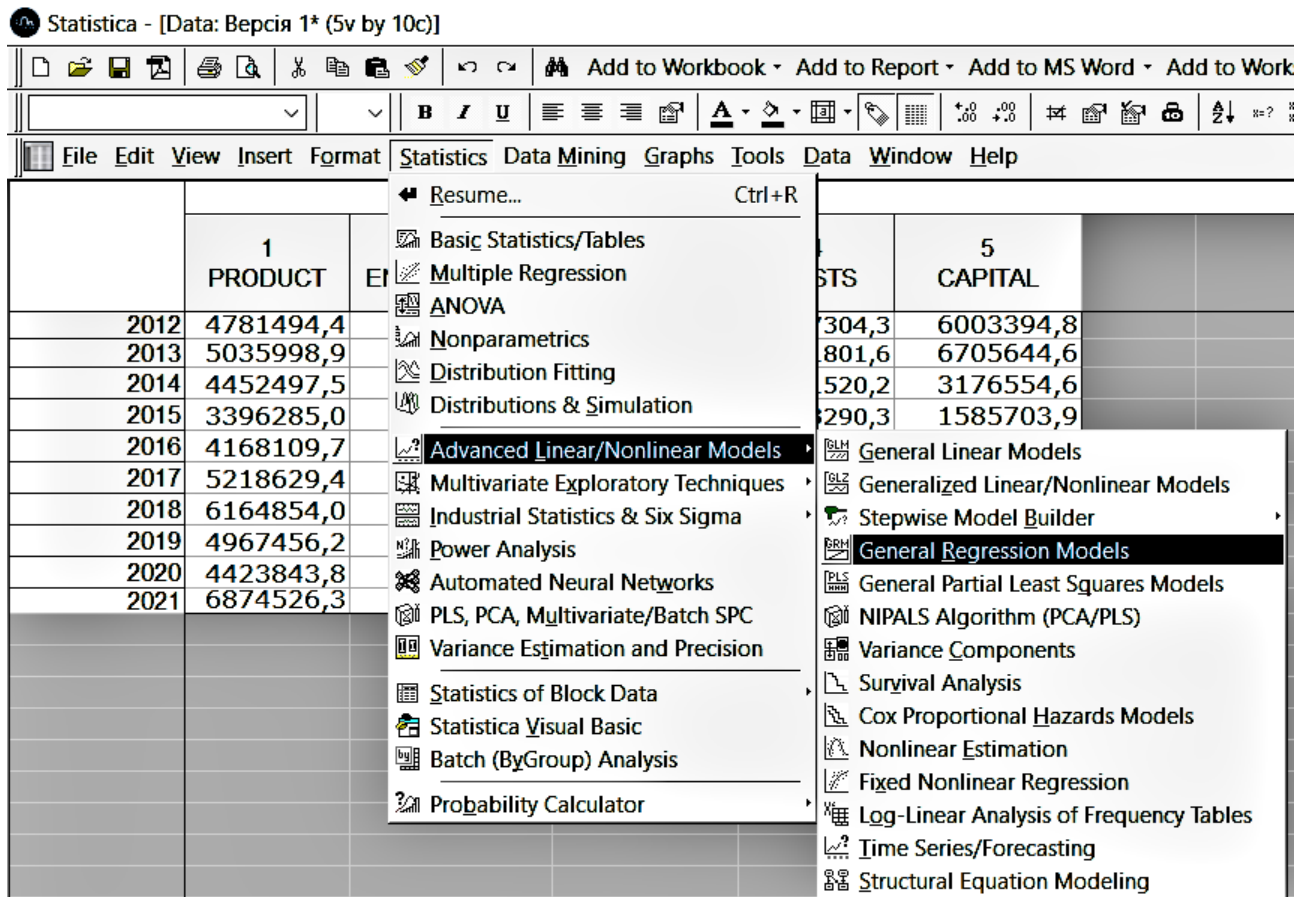 Statistica - [Data: Версія 1* (5v by 10c)]
Add to Workbook Add to Report Add to MS Word Add to Work
B I U A
File Edit View Insert Format Statistics Data Mining Graphs Tools Data Window Help
1 PRODUCT
5 CAPITAL
2012 4781494,4 7304,3 6003394,8
2013 5035998,9 801,6 6705644,6
2014 4452497,5 520,2 3176554,6
2015 3396285,0 3290,3 1585703,9
2016 4168109,7
2017 5218629,4
2018 6164854,0
2019 4967456,2
2020 4423843,8
2021 6874526,3
Resume... Ctrl+R
Basic Statistics/Tables
Multiple Regression
ANOVA
Nonparametrics
Distribution Fitting
Distributions & Simulation
Advanced Linear/Nonlinear Models
Multivariate Exploratory Techniques
Industrial Statistics & Six Sigma
Power Analysis
Automated Neural Networks
PLS, PCA, Multivariate/Batch SPC
Variance Estimation and Precision
Statistics of Block Data
Statistica Visual Basic
Batch (ByGroup) Analysis
Probability Calculator
General Linear Models
Generalized Linear/Nonlinear Models
Stepwise Model Builder
General Regression Models
General Partial Least Squares Models
NIPALS Algorithm (PCA/PLS)
Variance Components
Survival Analysis
Cox Proportional Hazards Models
Nonlinear Estimation
Fixed Nonlinear Regression
Log-Linear Analysis of Frequency Tables
Time Series/Forecasting
Structural Equation Modeling